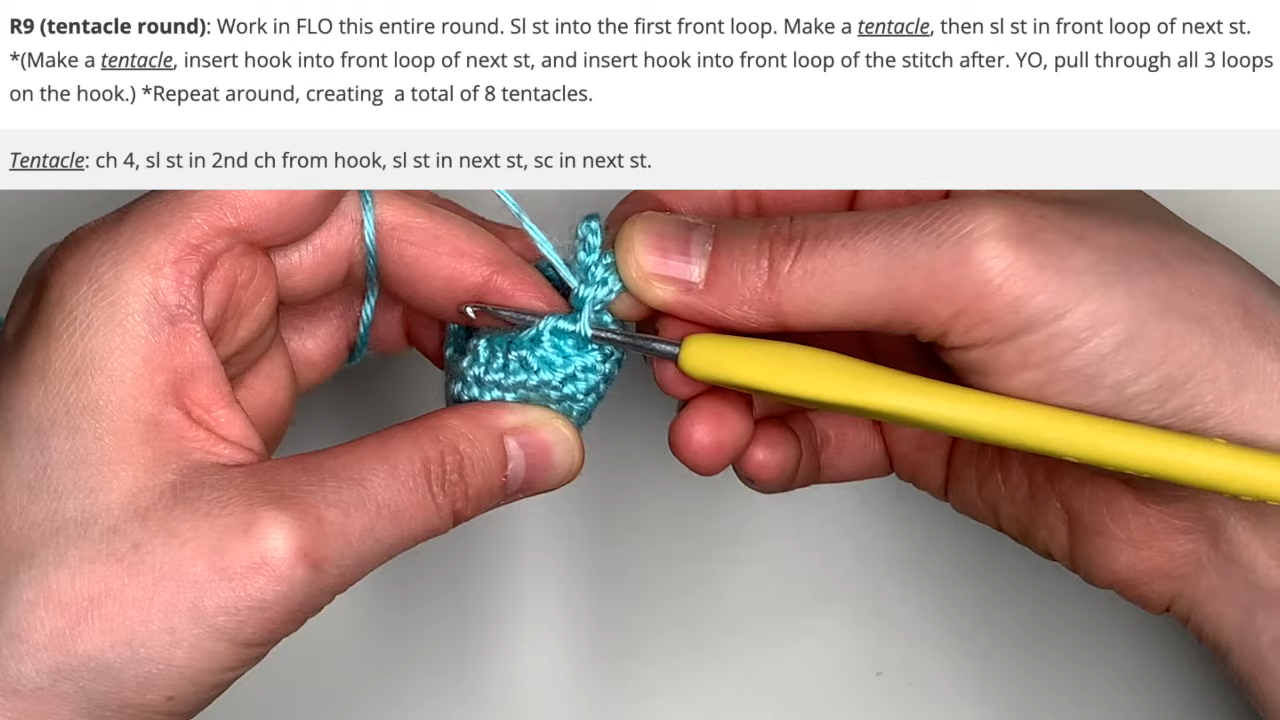 R9 (tentacle round): Work in FLO this entire round. Sl st into the first front loop. Make a tentacle, then sl st in front loop of next st.
*(Make a tentacle, insert hook into front loop of next st, and insert hook into front loop of the stitch after. YO, pull through all 3 loops
on the hook.) *Repeat around, creating a total of 8 tentacles.
Tentacle: ch 4, sl st in 2nd ch from hook, sl st in next st, sc in next st.